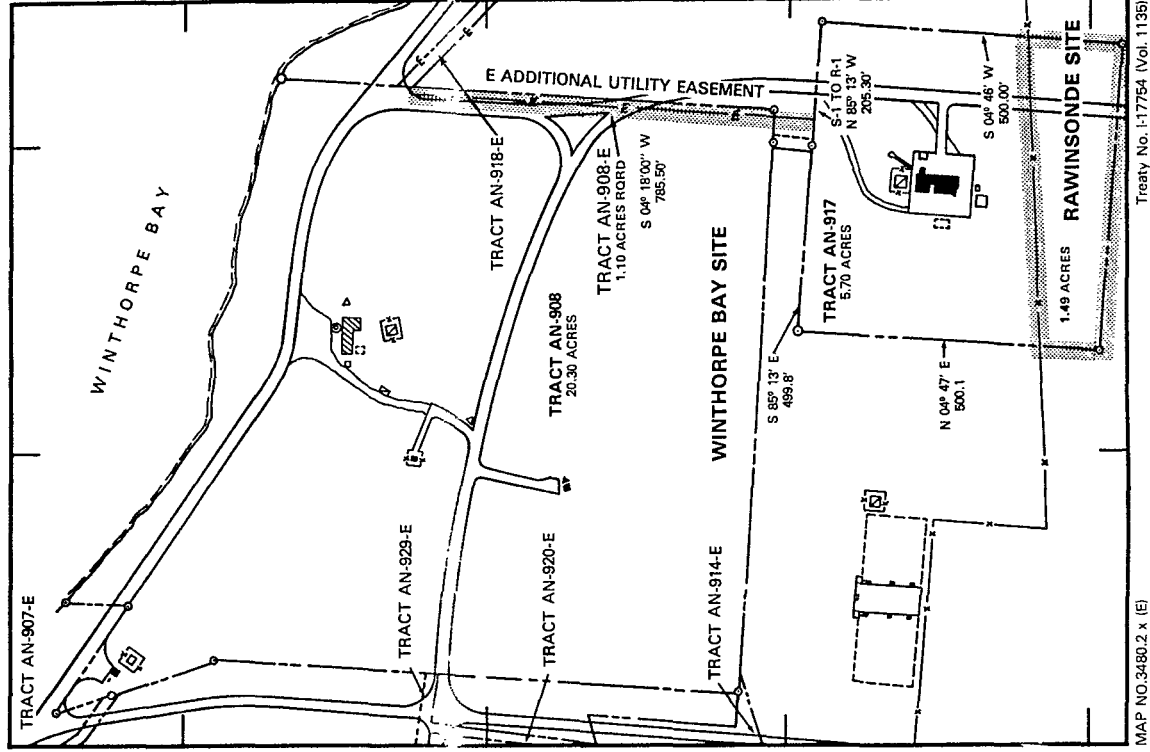 TRACT AN-907-E
WINTHORPE BAY
E ADDITIONAL UTILITY EASEMENT
TRACT AN-918-E
TRACT AN-908-E
1.10 ACRES RQRD
S 04° 18'00" W
785.50'
TRACT AN-908
20.30 ACRES
TRACT AN-929-E
TRACT AN-920-E
TRACT AN-914-E
WINTHORPE BAY SITE
S-1 TO R-1
N 85° 13' W
205.30'
TRACT AN-917
5.70 ACRES
S 85° 13' E
499.8'
N 04° 47' E
500.1
S 04° 46' W
500.00'
RAWINSONDE SITE
1.49 ACRES
MAP NO.3480.2 x (E)
Treaty No. I-17754 (Vol. 1135)